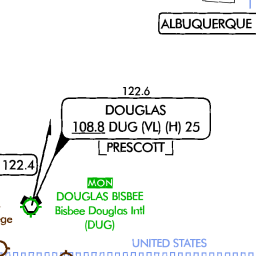 ALBUQUERQUE
122.6
DOUGLAS
108.8 DUG (VL) (H) 25
PRESCOTT
122.4
MON
DOUGLAS BISBEE
Bisbee Douglas Intl
(DUG)
ge
UNITED STATES